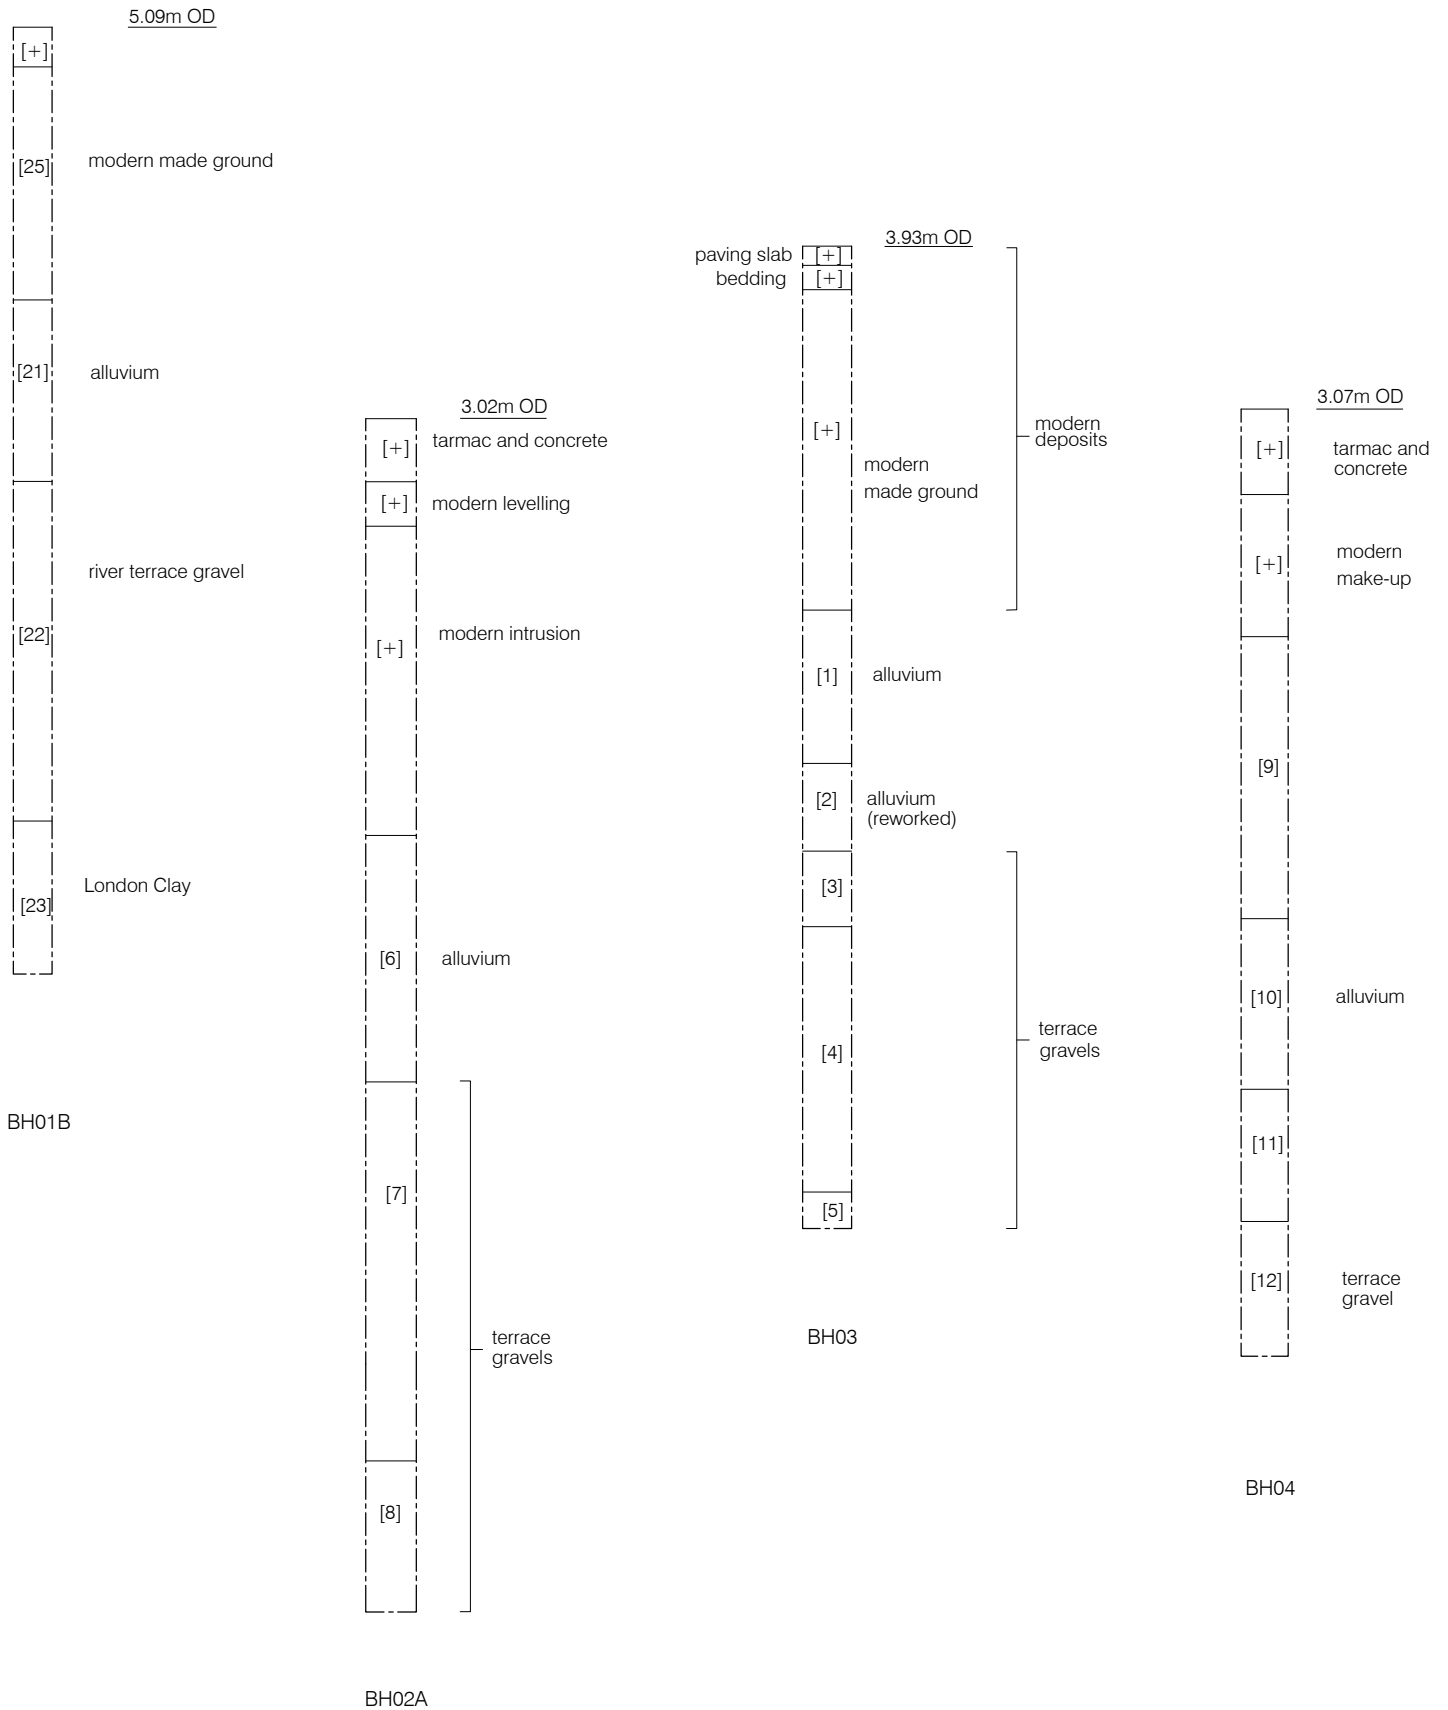 5.09m OD
[+]
[25]
modern made ground
[21]
alluvium
[22]
river terrace gravel
[23]
London Clay
BH01B
3.02m OD
[+]
tarmac and concrete
[+]
modern levelling
[+]
modern intrusion
[6]
alluvium
[7]
[8]
terrace
gravels
BH02A
3.93m OD
paving slab
[+]
bedding
[+]
[+]
modern
made ground
modern
deposits
[1]
alluvium
[2]
alluvium
(reworked)
[3]
[4]
[5]
terrace
gravels
BH03
3.07m OD
[+]
tarmac and
concrete
[+]
modern
make-up
[9]
[10]
alluvium
[11]
[12]
terrace
gravel
BH04